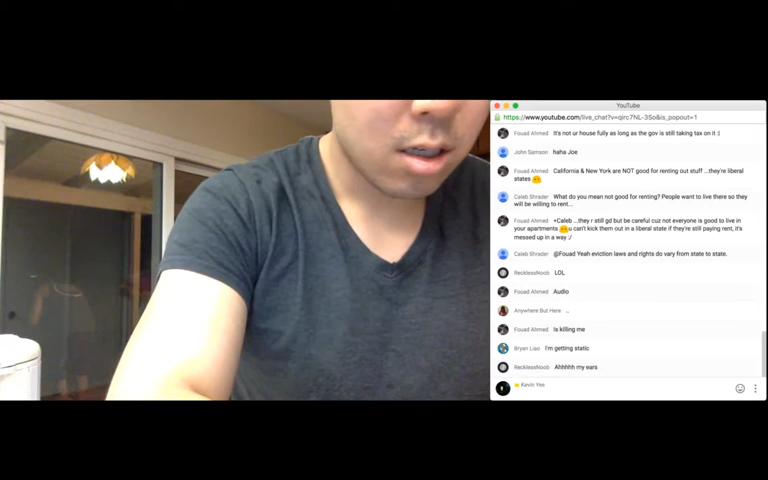 YouTube
https://www.youtube.com/live_chat?v=qirc7NL-3So&is_popout=1
Fouad Ahmed It's not ur house fully as long as the gov is still taking tax on it :|
John Samson haha Joe
Fouad Ahmed California & New York are NOT good for renting out stuff ...they're liberal
states
Caleb Shrader What do you mean not good for renting? People want to live there so they
will be willing to rent...
Fouad Ahmed +Caleb ...they r still gd but be careful cuz not everyone is good to live in
your apartments u can't kick them out in a liberal state if they're still paying rent, it's
messed up in a way :/
Caleb Shrader @Fouad Yeah eviction laws and rights do vary from state to state.
RecklessNoob LOL
Fouad Ahmed Audio
Anywhere But Here ..
Fouad Ahmed Is killing me
Bryan Liao I'm getting static
RecklessNoob Ahhhhh my ears
Kevin Yee